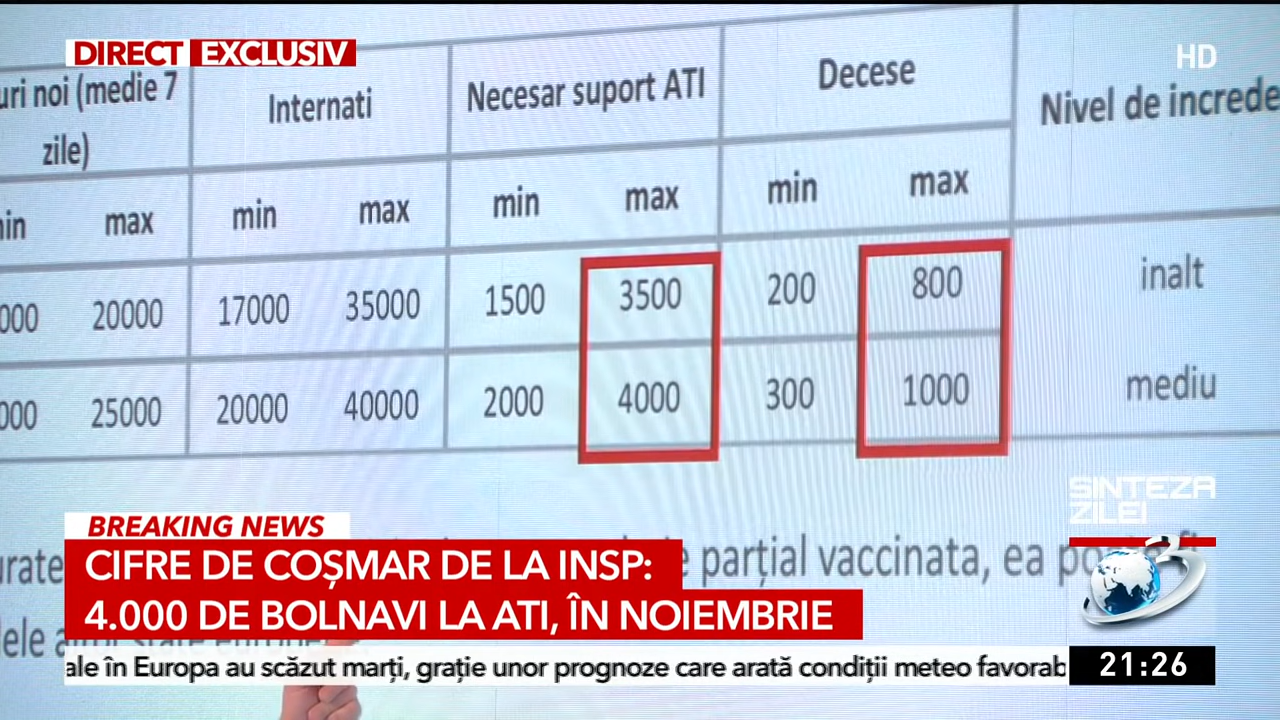 DIRECT EXCLUSIV
HD
uri noi (medie 7 zile)
Internati
Necesar suport ATI
Decese
Nivel de increde
min max min max min max
max
20000 17000 35000 1500 3500 200 800 inalt
25000 20000 40000 2000 4000 300 1000 mediu
SINTEZA
ZILEI
BREAKING NEWS
parțial vaccinata, ea
CIFRE DE COȘMAR DE LA INSP:
4.000 DE BOLNAVI LA ATI, ÎN NOIEMBRIE
3
ale în Europa au scăzut marți, grație unor prognoze care arată condiții meteo favorab
21:26